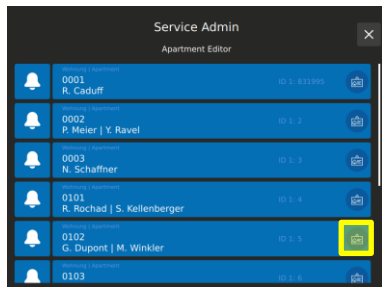 Service Admin
Apartment Editor
Wohnung | Apartment
0001
R. Caduff
ID 1: 831995
Wohnung | Apartment
0002
P. Meier | Y. Ravel
ID 1: 2
Wohnung | Apartment
0003
N. Schaffner
ID 1: 3
Wohnung | Apartment
0101
R. Rochad | S. Kellenberger
ID 1: 4
Wohnung | Apartment
0102
G. Dupont | M. Winkler
ID 1: 5
Wohnung | Apartment
0103
ID 1: 6